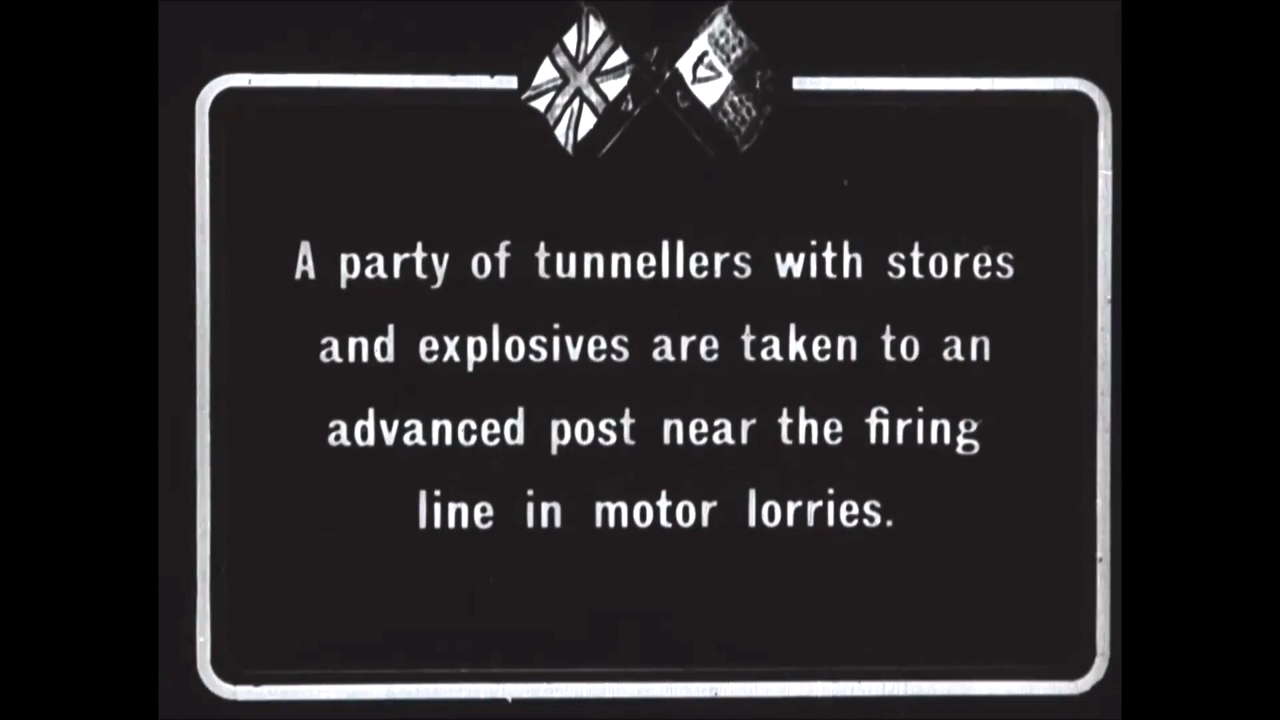 A party of tunnellers with stores
and explosives are taken to an
advanced post near the firing
line in motor lorries.